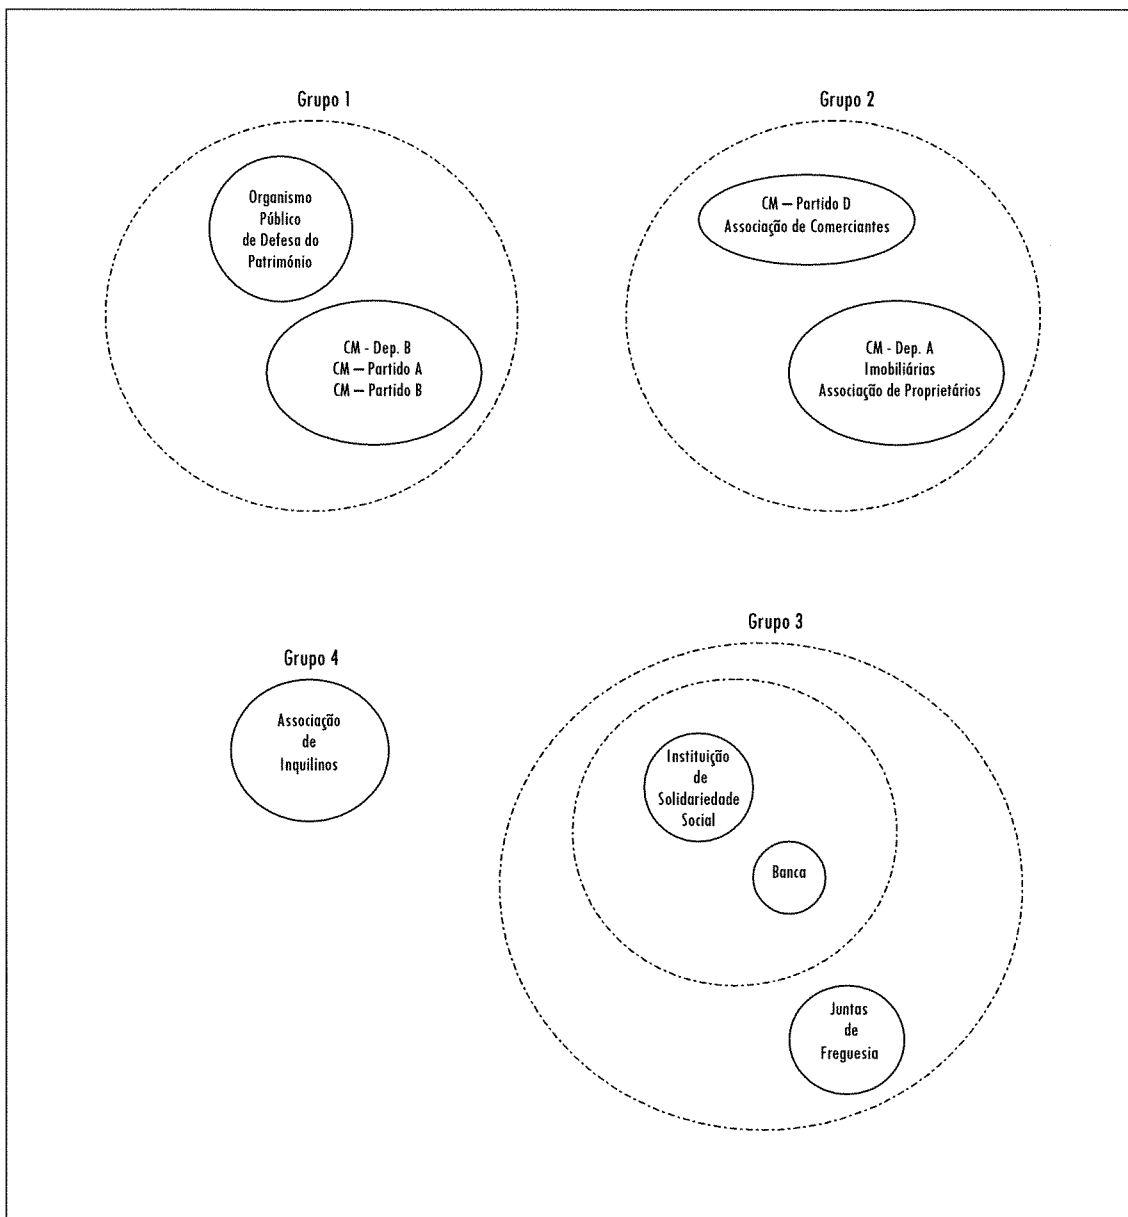 Grupo 1
Organismo
Público
de Defesa do
Património
CM - Dep. B
CM – Partido A
CM – Partido B
Grupo 2
CM – Partido D
Associação de Comerciantes
CM - Dep. A
Imobiliárias
Associação de Proprietários
Grupo 4
Associação
de
Inquilinos
Grupo 3
Instituição
de
Solidariedade
Social
Banca
Juntas
de
Freguesia